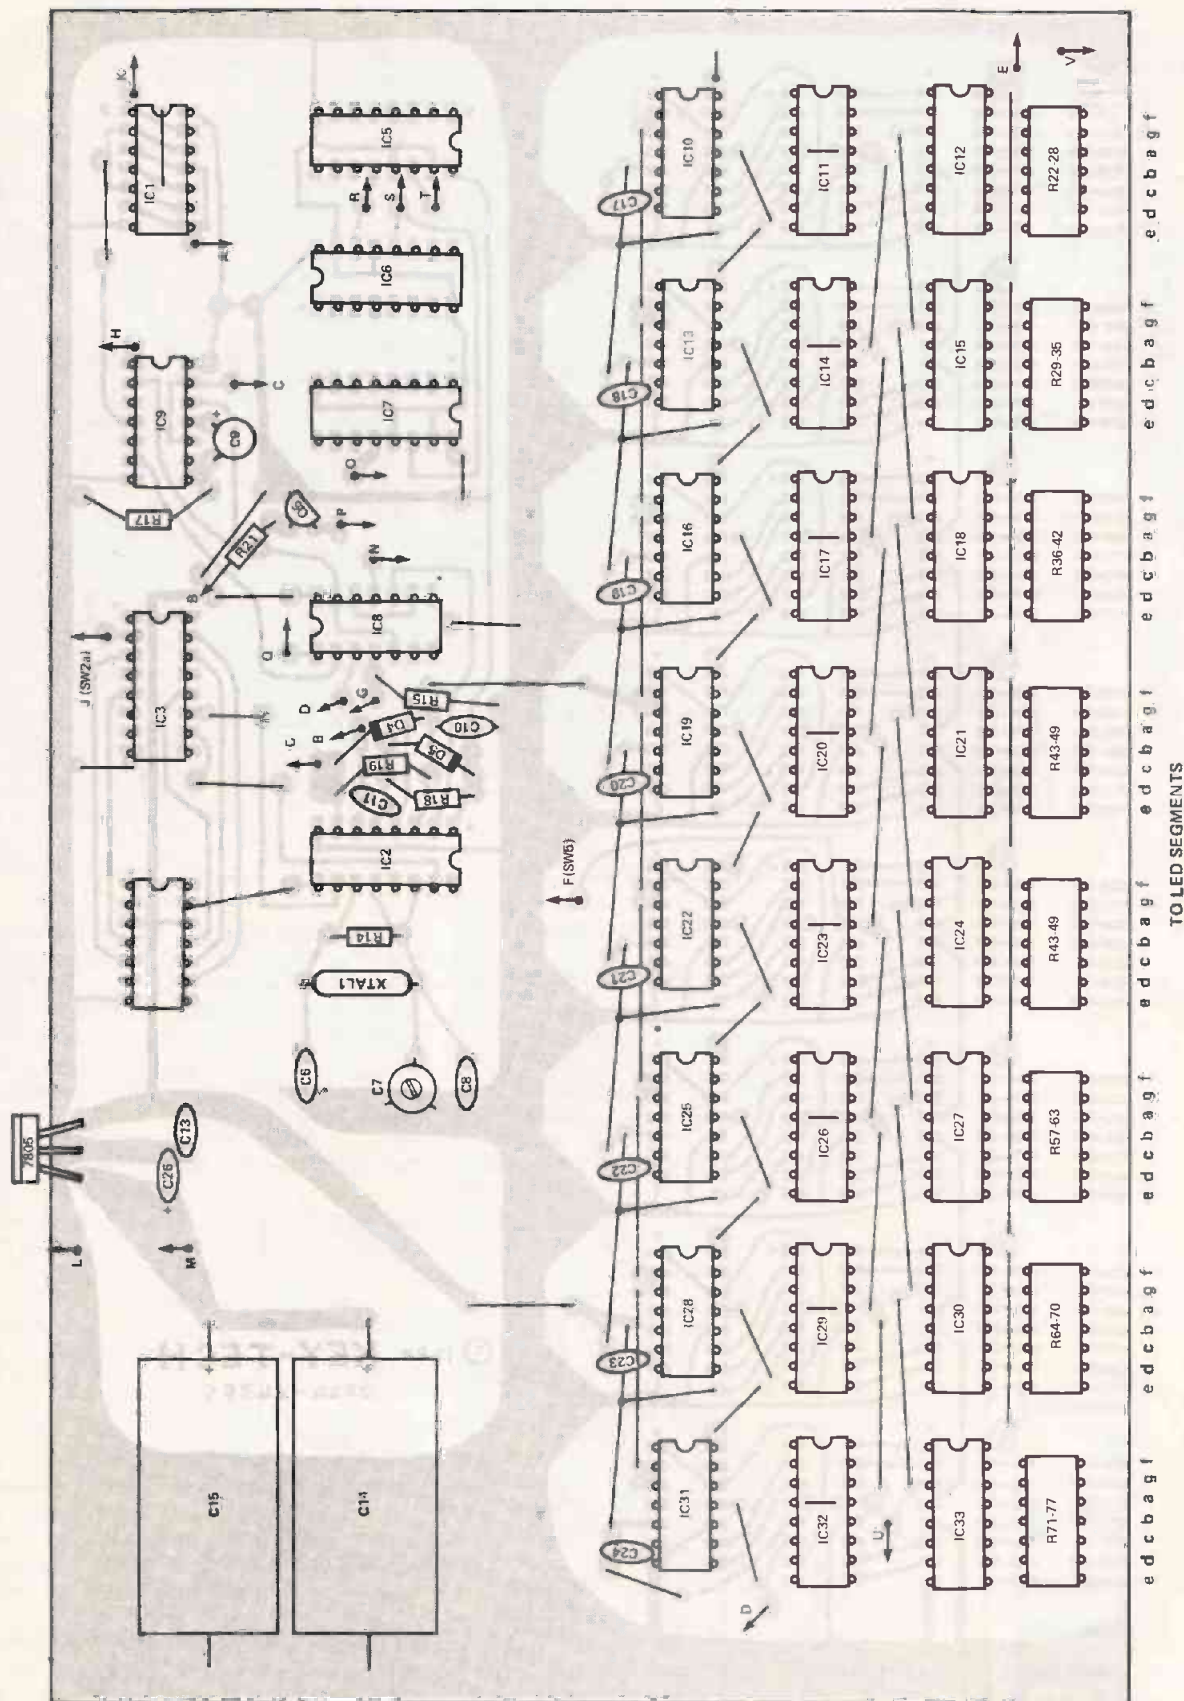 K
IC1
IC5
R
S
T
IC6
H
IC9
C
C9
IC7
O
R17
R21
Q6
P
N
B
J (SW2a)
IC3
Q
IC8
D
G
R15
C
B
D4
C10
D5
R19
C11
R18
IC2
R14
XTAL1
F (SW5)
C6
C7
C8
7805
C13
C26
+
L
M
C15
+
C14
+
C17
IC10
IC11
IC12
E
V
R22-28
C18
IC13
IC14
IC15
R29-35
C19
IC16
IC17
IC18
R36-42
C20
IC19
IC20
IC21
R43-49
C21
IC22
IC23
IC24
R43-49
C22
IC25
IC26
IC27
R57-63
C23
IC28
IC29
IC30
R64-70
C24
IC31
IC32
IC33
R71-77
D
U
e d c b a g f
e d c b a g f
e d c b a g f
e d c b a g f
e d c b a g f
e d c b a g f
e d c b a g f
e d c b a g f
TO LED SEGMENTS